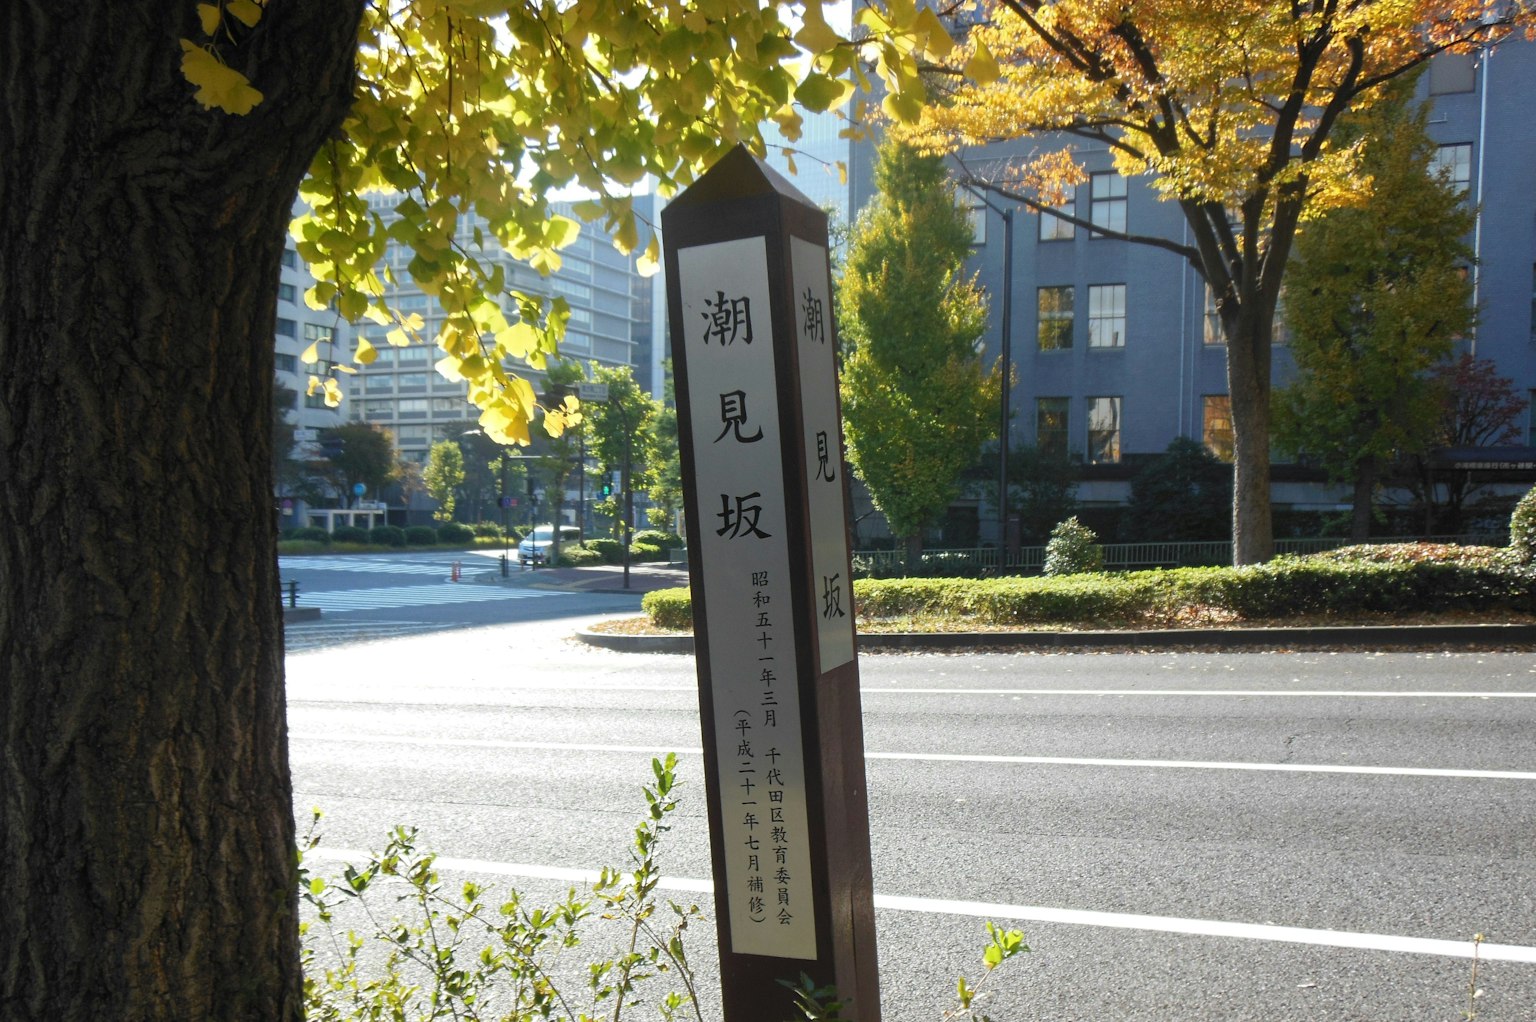 潮見坂
昭和五十一年三月 千代田区教育委員会
（平成二十一年七月補修）
潮見坂